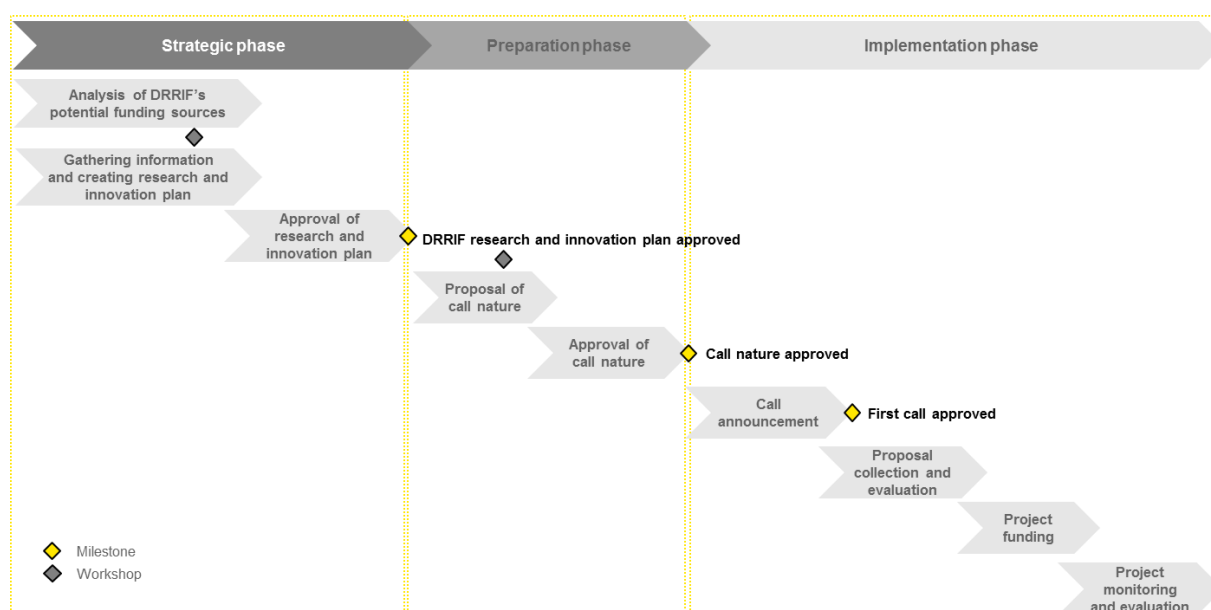 Strategic phase
Preparation phase
Implementation phase
Analysis of DRRIF's
potential funding sources
Gathering information
and creating research and
innovation plan
Approval of
research and
innovation plan
DRRIF research and innovation plan approved
Proposal of
call nature
Approval of
call nature
Call nature approved
Call
announcement
First call approved
Proposal
collection and
evaluation
Project
funding
Project
monitoring
and evaluation
Milestone
Workshop